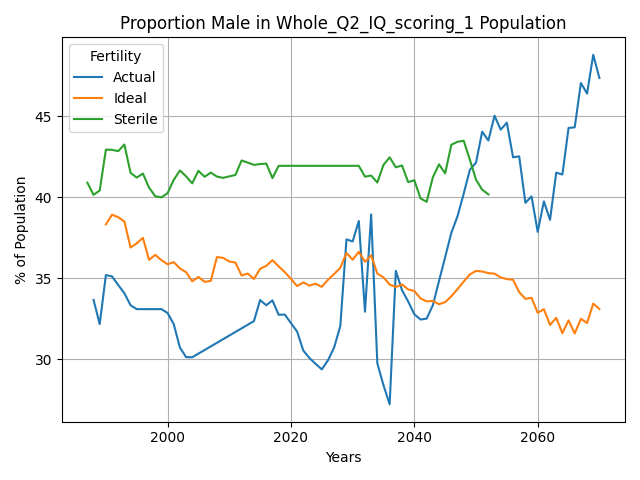 Proportion Male in Whole_Q2_IQ_scoring_1 Population
Fertility
Actual
Ideal
Sterile
% of Population
45
40
35
30
2000
2020
2040
2060
Years